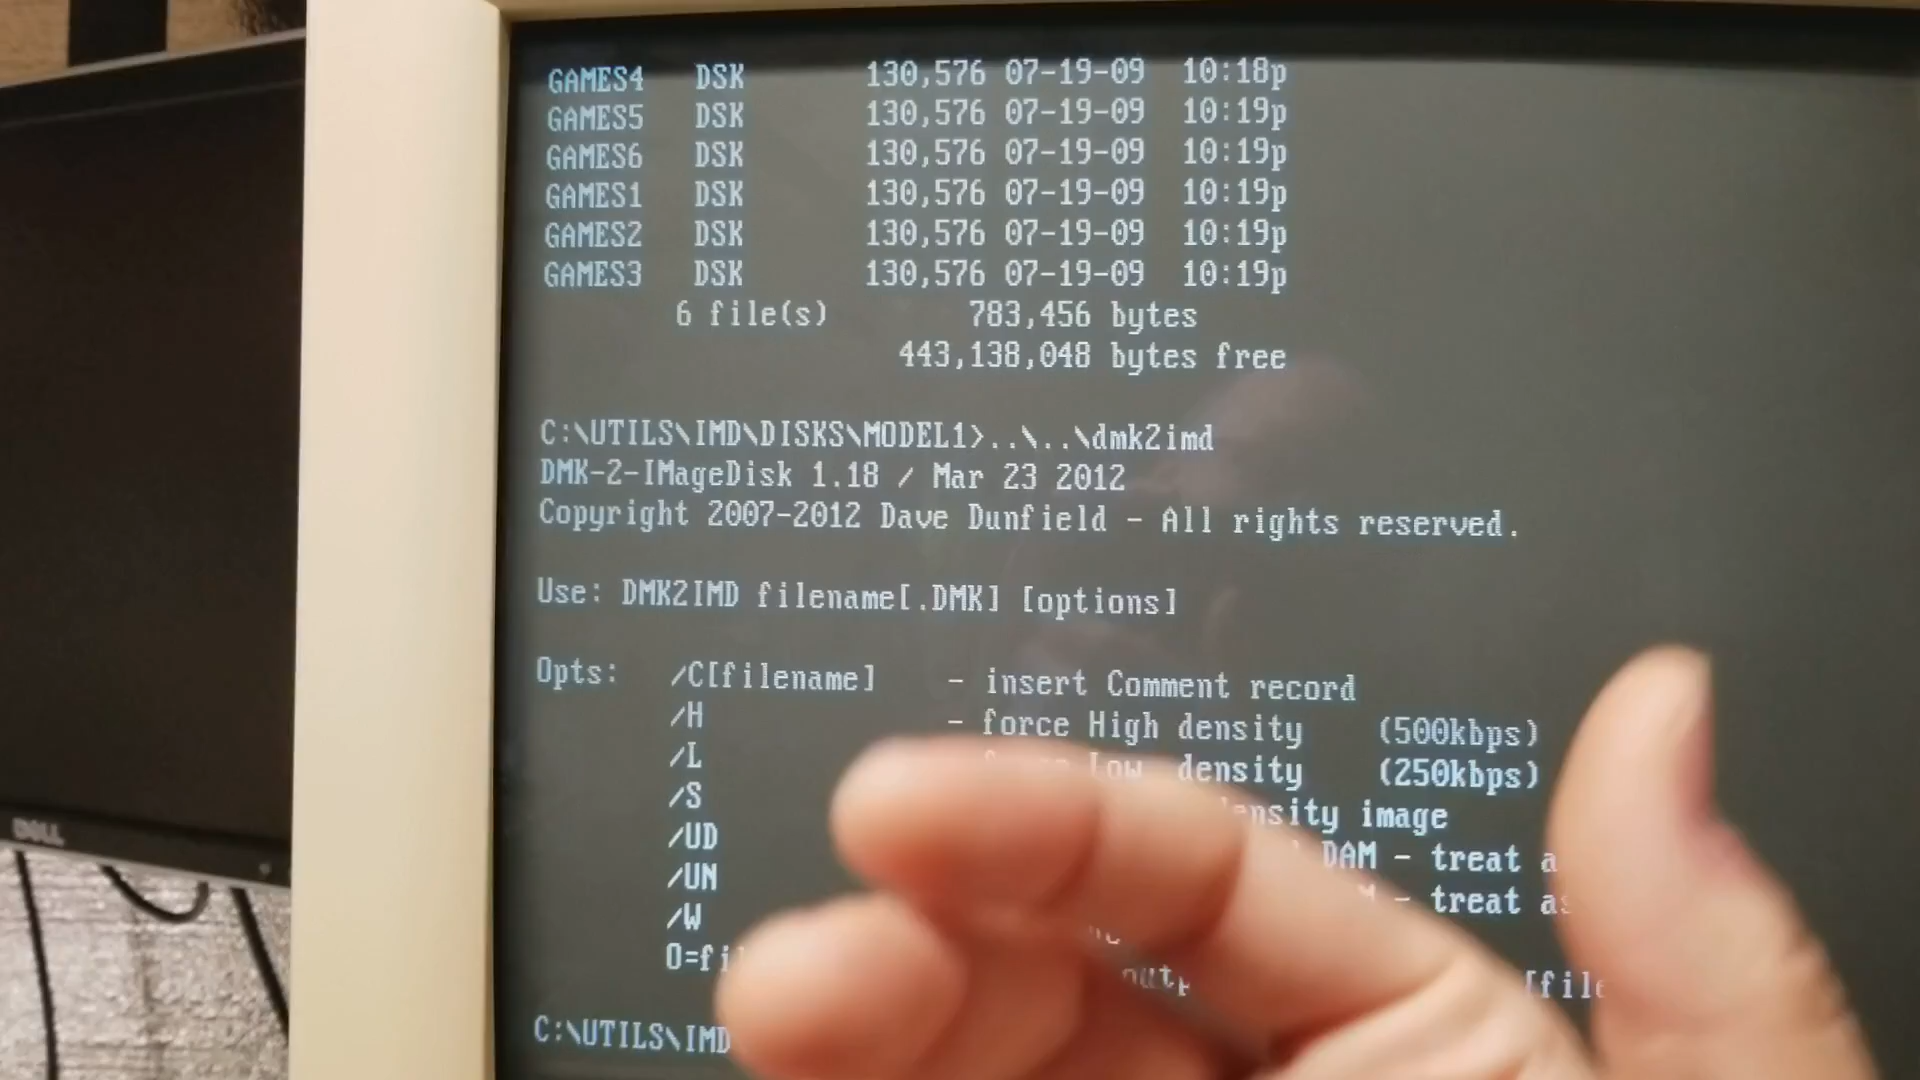 GAMES4 DSK 130,576 07-19-09 10:18p
GAMES5 DSK 130,576 07-19-09 10:19p
GAMES6 DSK 130,576 07-19-09 10:19p
GAMES1 DSK 130,576 07-19-09 10:19p
GAMES2 DSK 130,576 07-19-09 10:19p
GAMES3 DSK 130,576 07-19-09 10:19p
6 file(s) 783,456 bytes
443,138,048 bytes free
C:\UTILS\IMD\DISKS\MODEL1>..\..\dmk2imd
DMK-2-IMageDisk 1.18 / Mar 23 2012
Copyright 2007-2012 Dave Dunfield - All rights reserved.
Use: DMK2IMD filename[.DMK] [options]
Opts: /C[filename] - insert Comment record
/H - force High density (500kbps)
/L force Low density (250kbps)
/S image
/UD DAM - treat
/UN - treat
/W
C:\UTILS\IMD
DELL